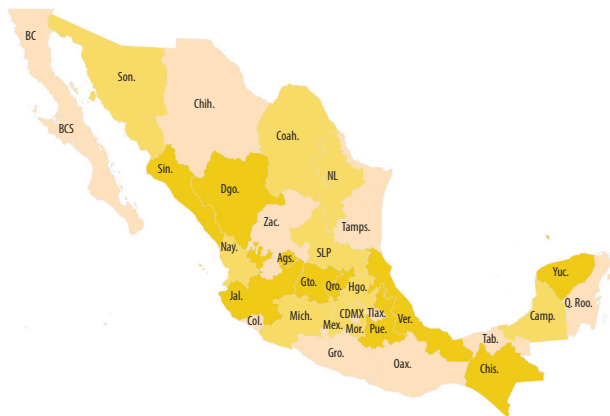 BC
Son.
Chih.
BCS
Coah.
Sin.
NL
Dgo.
Zac.
Tamps.
Nay.
SLP
Ags.
Yuc.
Gto.
Qro.
Hgo.
Q. Roo.
Jal.
Camp.
Col.
Mich.
CDMX
Tlax.
Ver.
Mex.
Mor.
Pue.
Tab.
Gro.
Oax.
Chis.